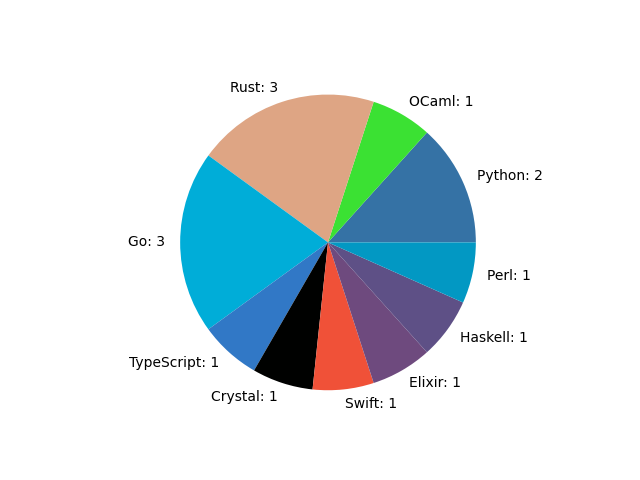 Rust: 3
OCaml: 1
Python: 2
Go: 3
Perl: 1
Haskell: 1
TypeScript: 1
Elixir: 1
Crystal: 1
Swift: 1